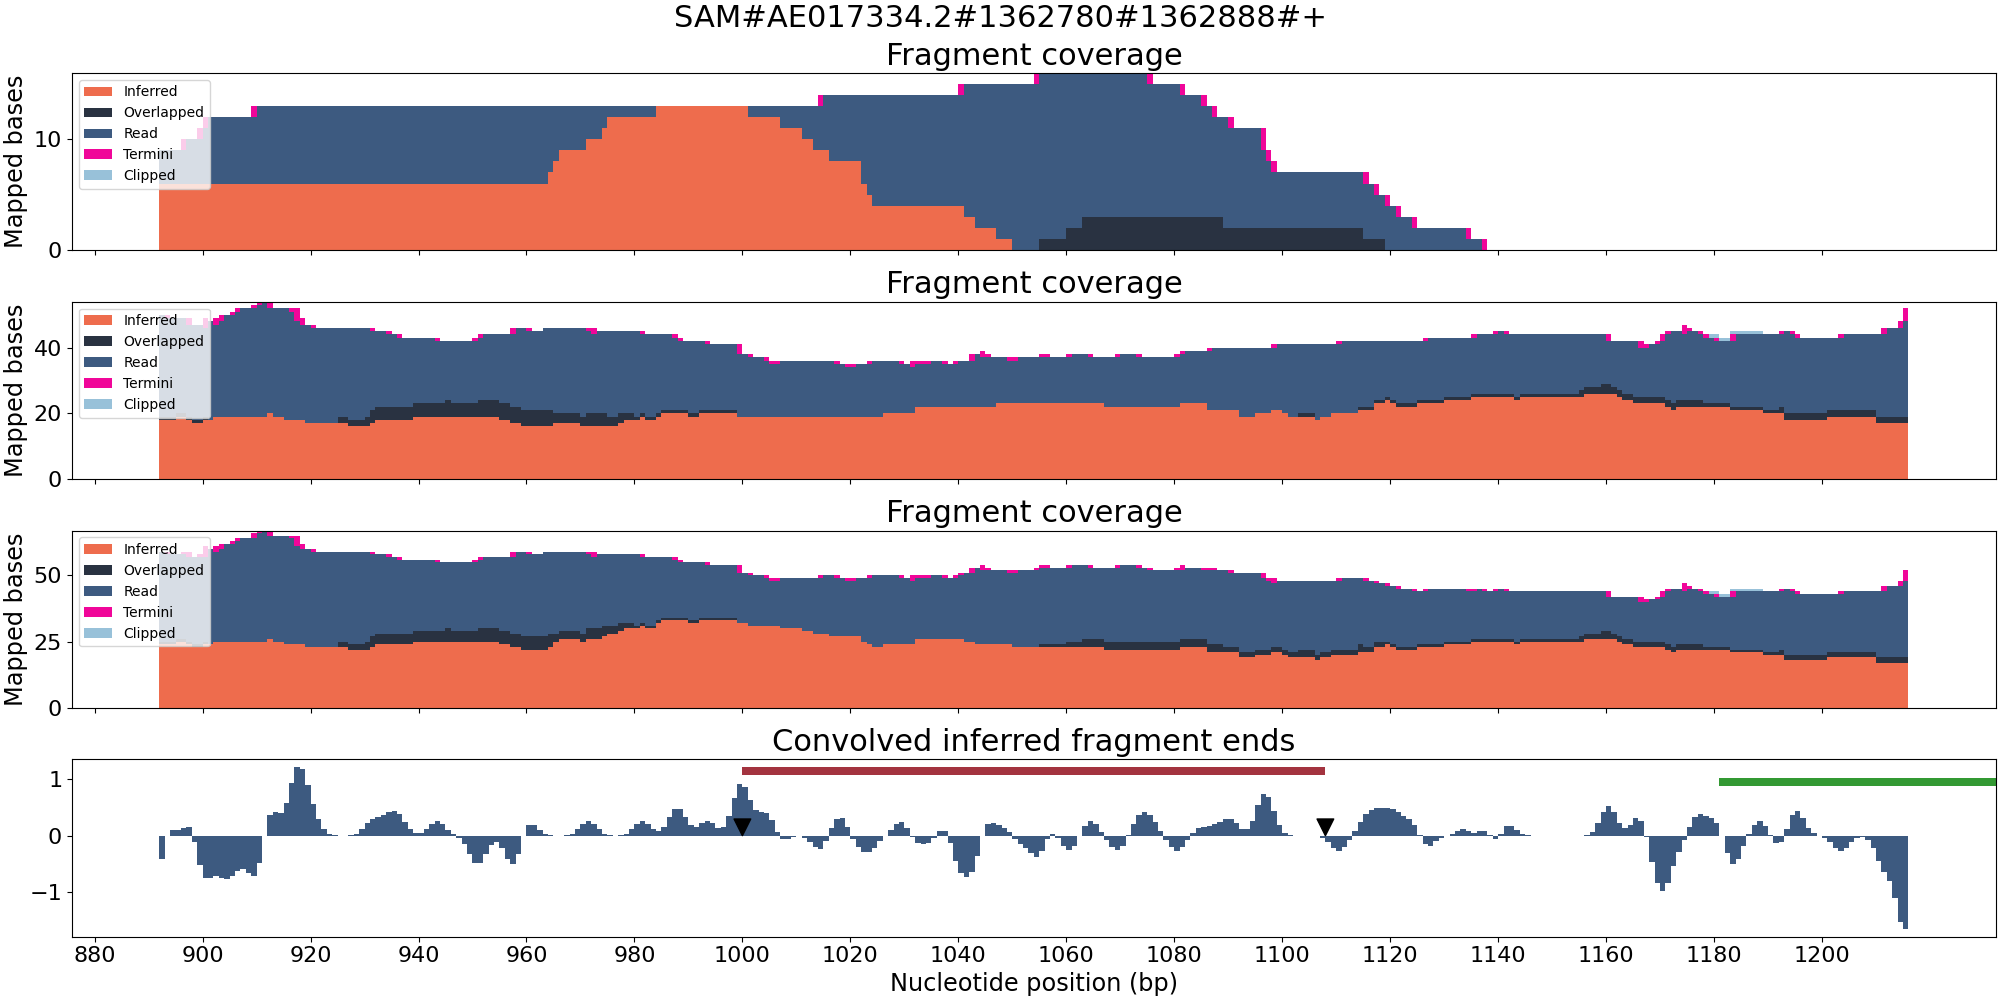 SAM#AE017334.2#1362780#1362888#+
Fragment coverage
Mapped bases
10
0
Inferred
Overlapped
Read
Termini
Clipped
Fragment coverage
Mapped bases
40
20
0
Inferred
Overlapped
Read
Termini
Clipped
Fragment coverage
Mapped bases
50
25
0
Inferred
Overlapped
Read
Termini
Clipped
Convolved inferred fragment ends
1
0
−1
880 900 920 940 960 980 1000 1020 1040 1060 1080 1100 1120 1140 1160 1180 1200
Nucleotide position (bp)